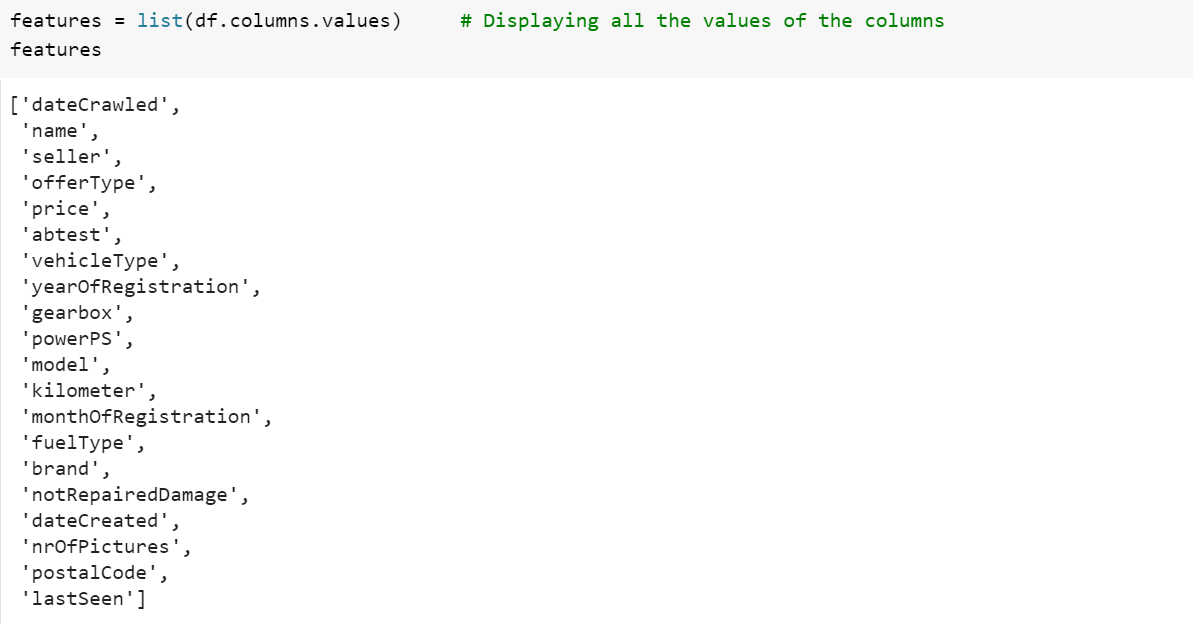 features = list(df.columns.values)     # Displaying all the values of the columns
features
['dateCrawled',
 'name',
 'seller',
 'offerType',
 'price',
 'abtest',
 'vehicleType',
 'yearOfRegistration',
 'gearbox',
 'powerPS',
 'model',
 'kilometer',
 'monthOfRegistration',
 'fuelType',
 'brand',
 'notRepairedDamage',
 'dateCreated',
 'nrOfPictures',
 'postalCode',
 'lastSeen']